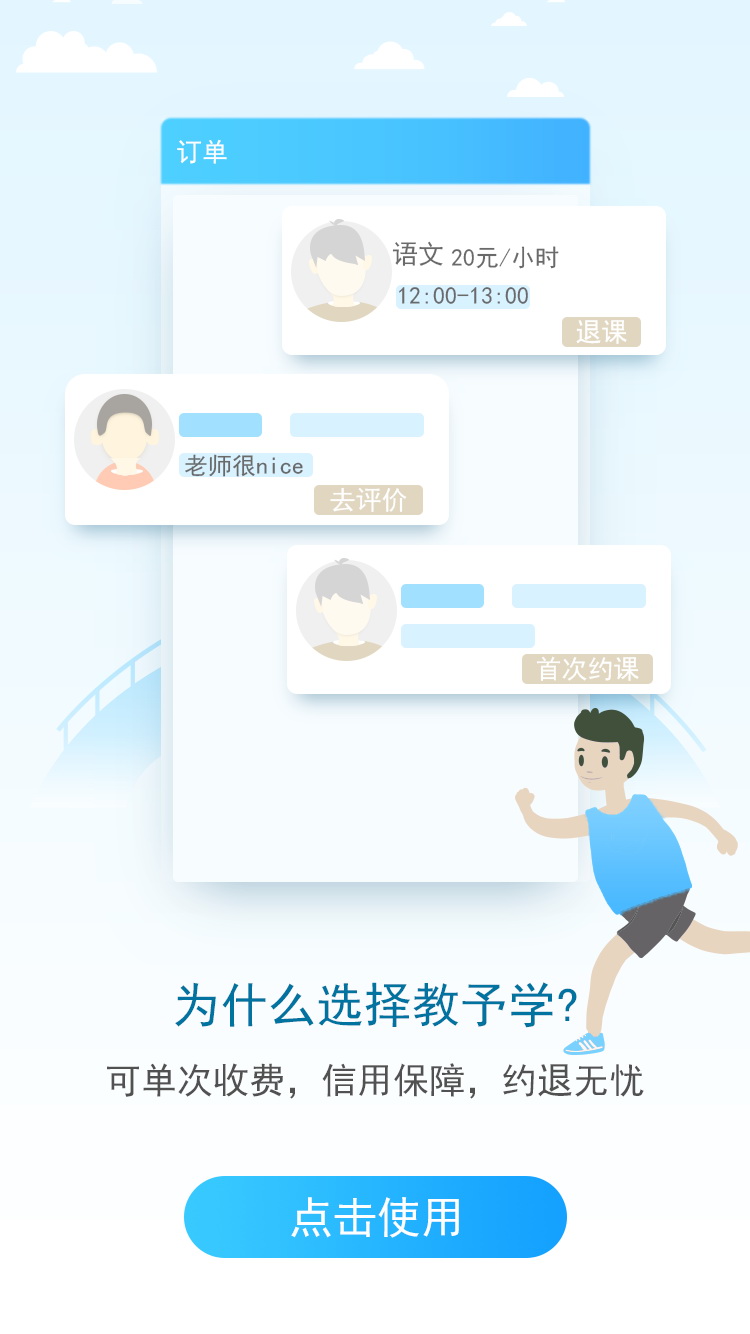 订单
语文 20元/小时
12:00-13:00
退课
老师很nice
去评价
首次约课
为什么选择教予学?
可单次收费，信用保障，约退无忧
点击使用